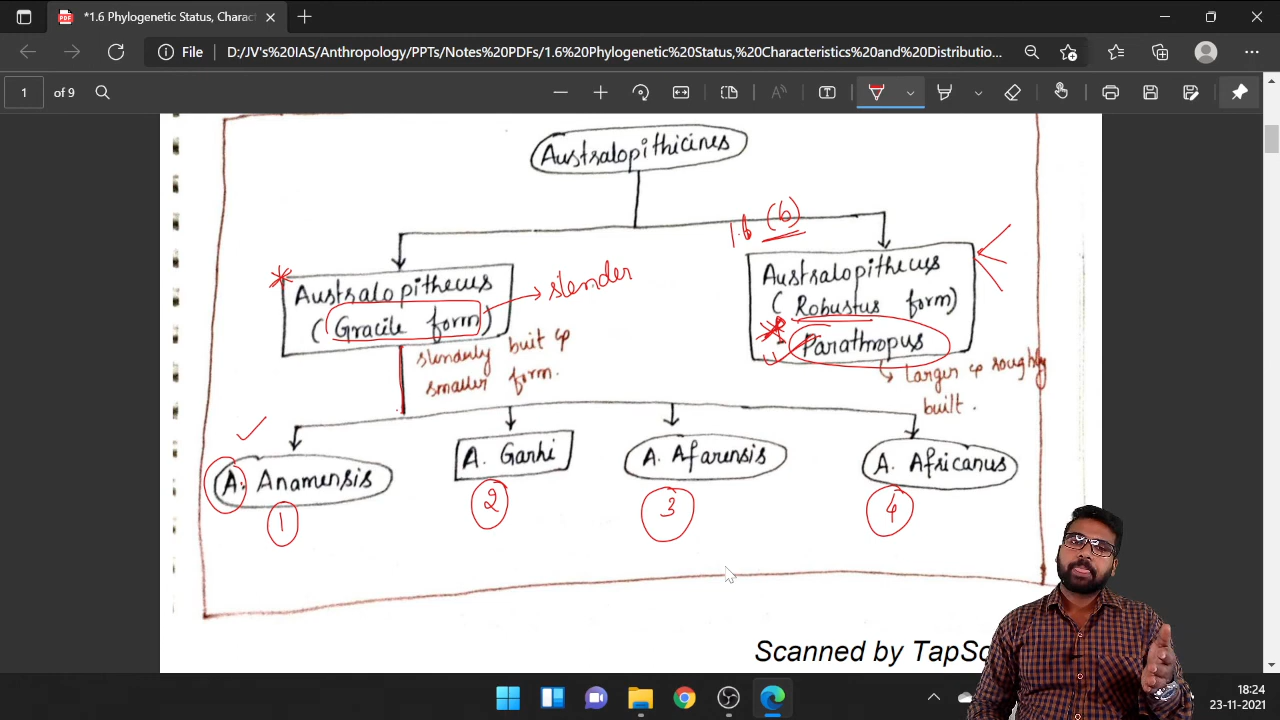 *1.6 Phylogenetic Status, Charact
File
D:/JV's%20IAS/Anthropology/PPTs/Notes%20PDFs/1.6%20Phylogenetic%20Status,%20Characteristics%20and%20Distributio...
1 of 9
Australopithicines
1.6 (b)
Australopithecus
(Gracile form)
slender
slenderly built &
smaller form.
Australopithecus
(Robustus form)
Paranthropus
Larger & roughly
built.
A. Anamensis
A. Garhi
A. Afarensis
A. Africanus
1
2
3
4
Scanned by TapSc
18:24
23-11-2021